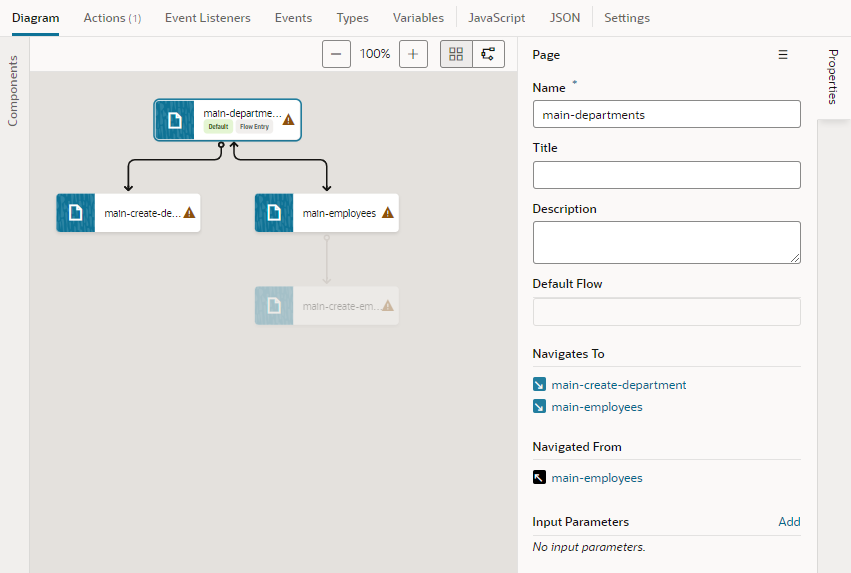 Diagram
Actions (1)
Event Listeners
Events
Types
Variables
JavaScript
JSON
Settings
Components
100%
main-departme...
Default
Flow Entry
main-create-de...
main-employees
main-create-em...
Page
Properties
Name *
main-departments
Title
Description
Default Flow
Navigates To
main-create-department
main-employees
Navigated From
main-employees
Input Parameters
Add
No input parameters.